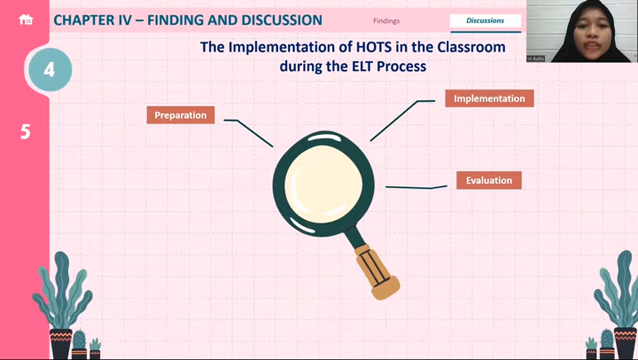 CHAPTER IV – FINDING AND DISCUSSION
Findings
Discussions
4
5
The Implementation of HOTS in the Classroom
during the ELT Process
Preparation
Implementation
Evaluation